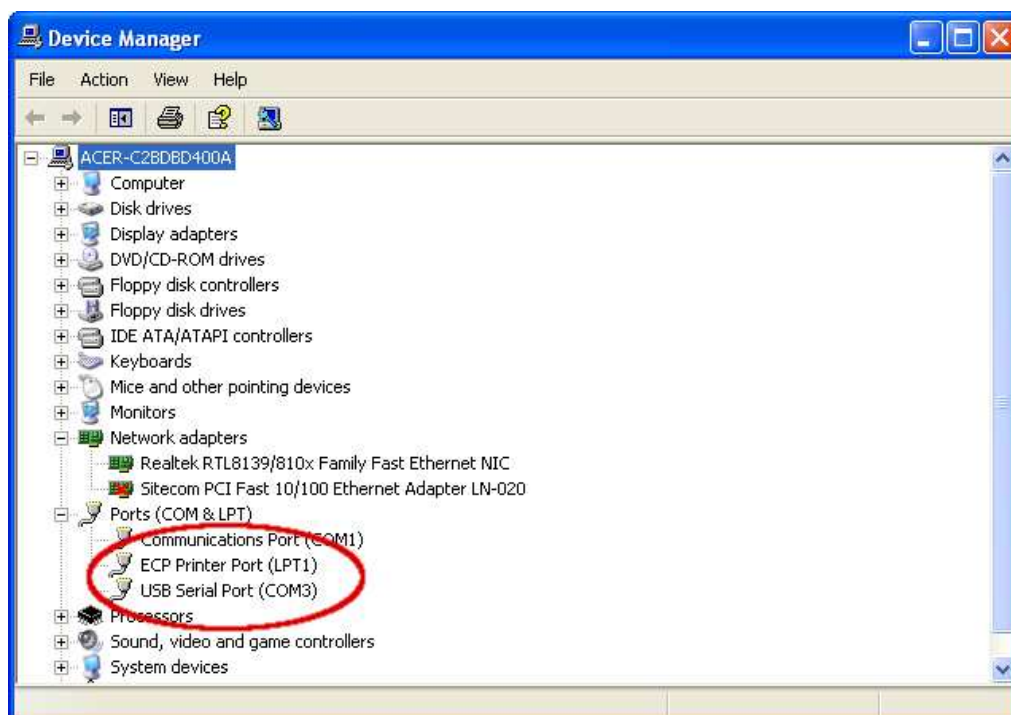 Device Manager
File Action View Help
ACER-C2BDBD400A
Computer
Disk drives
Display adapters
DVD/CD-ROM drives
Floppy disk controllers
Floppy disk drives
IDE ATA/ATAPI controllers
Keyboards
Mice and other pointing devices
Monitors
Network adapters
Realtek RTL8139/810x Family Fast Ethernet NIC
Sitecom PCI Fast 10/100 Ethernet Adapter LN-020
Ports (COM & LPT)
Communications Port (COM1)
ECP Printer Port (LPT1)
USB Serial Port (COM3)
Processors
Sound, video and game controllers
System devices